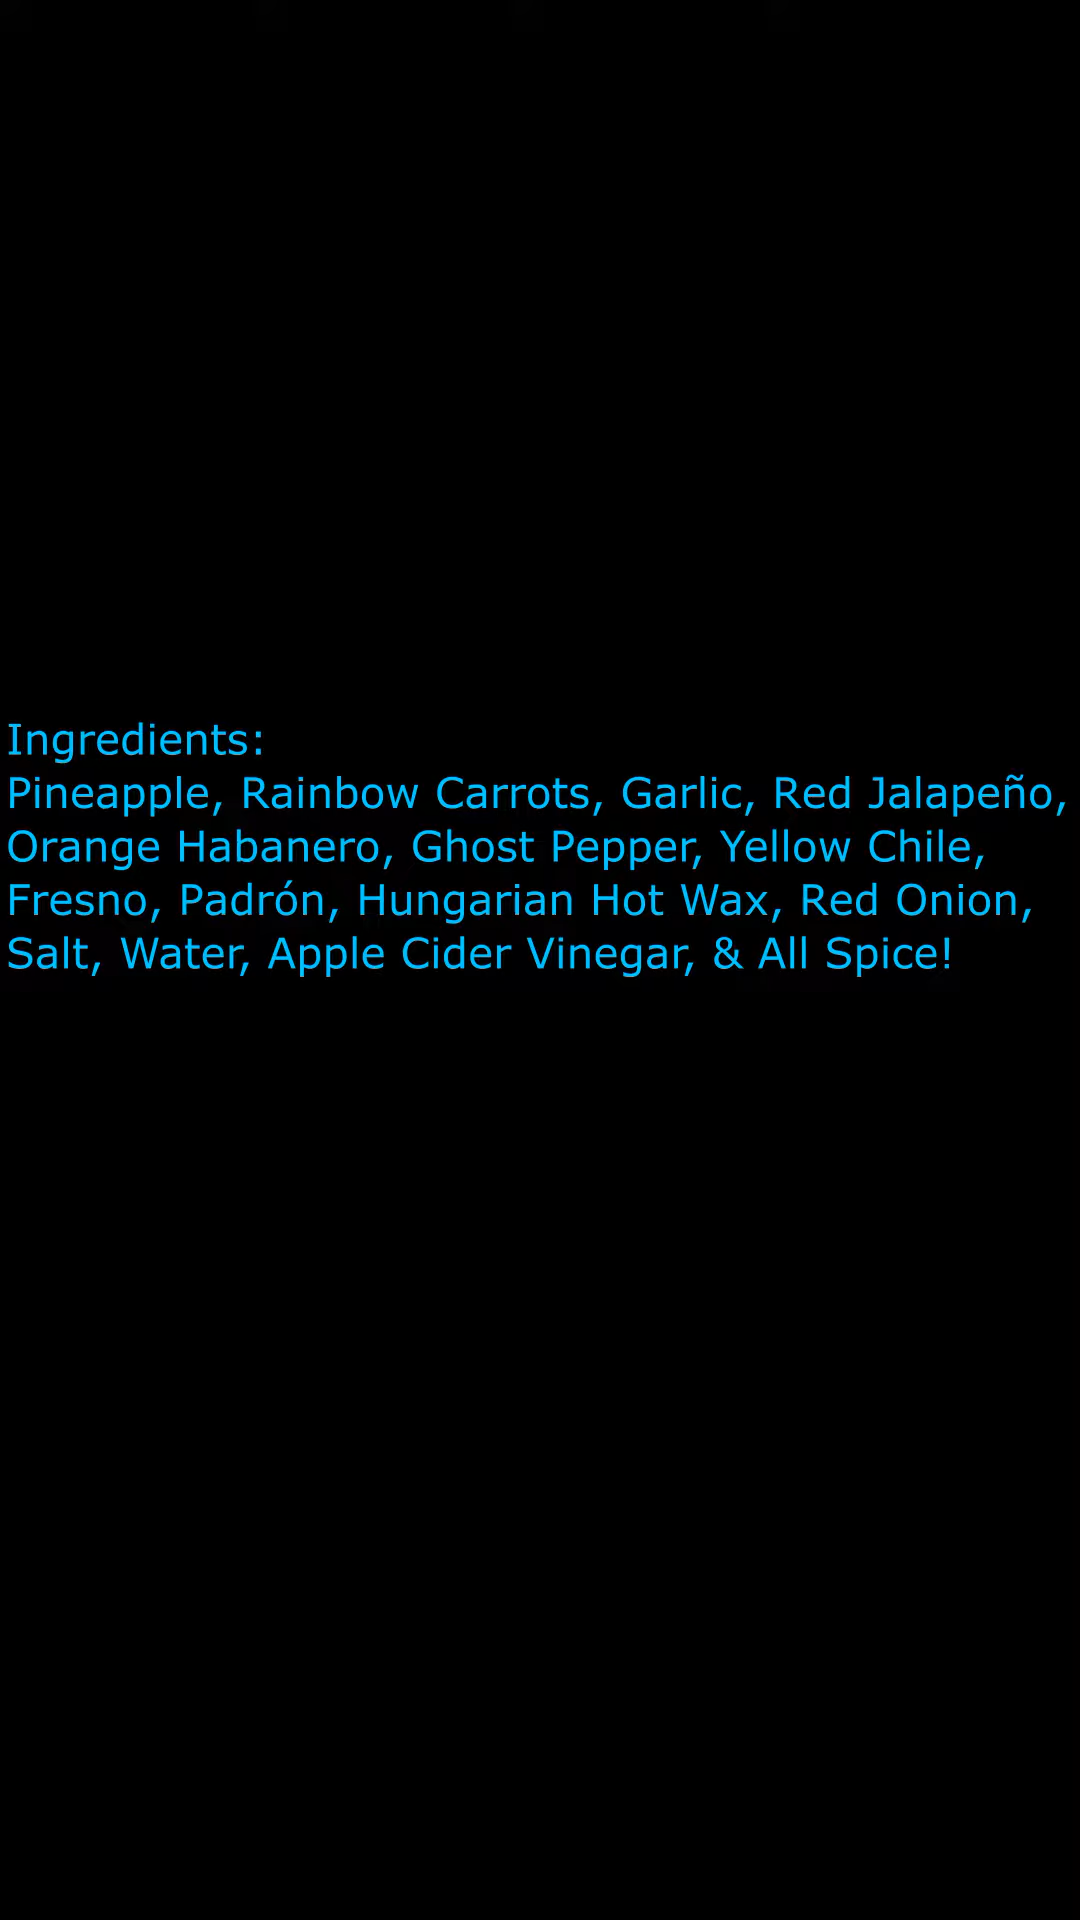 Ingredients:
Pineapple, Rainbow Carrots, Garlic, Red Jalapeño,
Orange Habanero, Ghost Pepper, Yellow Chile,
Fresno, Padrón, Hungarian Hot Wax, Red Onion,
Salt, Water, Apple Cider Vinegar, & All Spice!